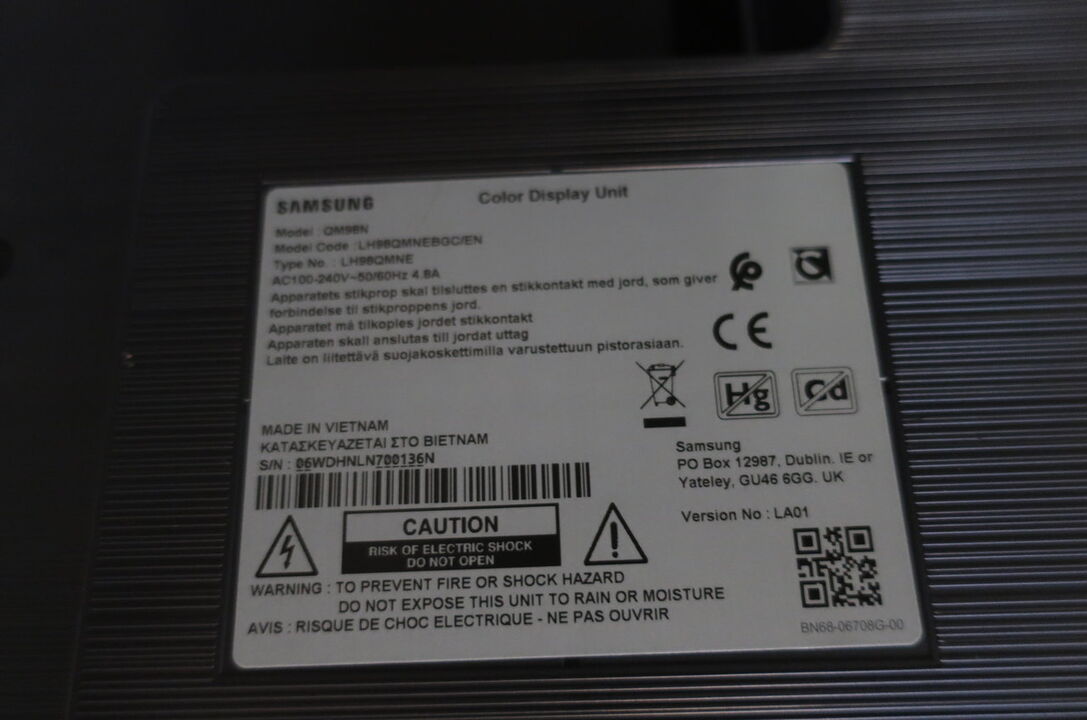 SAMSUNG
Color Display Unit
Model : QM98N
Model Code : LH98QMNEBGC/EN
Type No. : LH98QMNE
AC100-240V~50/60Hz 4.8A
Apparatets stikprop skal tilsluttes en stikkontakt med jord, som giver
forbindelse til stikproppens jord.
Apparatet må tilkoples jordet stikkontakt
Apparaten skall anslutas till jordat uttag
Laite on liitettävä suojakoskettimilla varustettuun pistorasiaan.
CE
Hg
Cd
MADE IN VIETNAM
ΚΑΤΑΣΚΕΥΑΖΕΤΑΙ ΣΤΟ ΒΙΕΤΝΑΜ
S/N : 06WDHNLN700136N
Samsung
PO Box 12987, Dublin. IE or
Yateley, GU46 6GG. UK
Version No : LA01
CAUTION
RISK OF ELECTRIC SHOCK
DO NOT OPEN
WARNING : TO PREVENT FIRE OR SHOCK HAZARD
DO NOT EXPOSE THIS UNIT TO RAIN OR MOISTURE
AVIS : RISQUE DE CHOC ELECTRIQUE - NE PAS OUVRIR
BN68-06708G-00